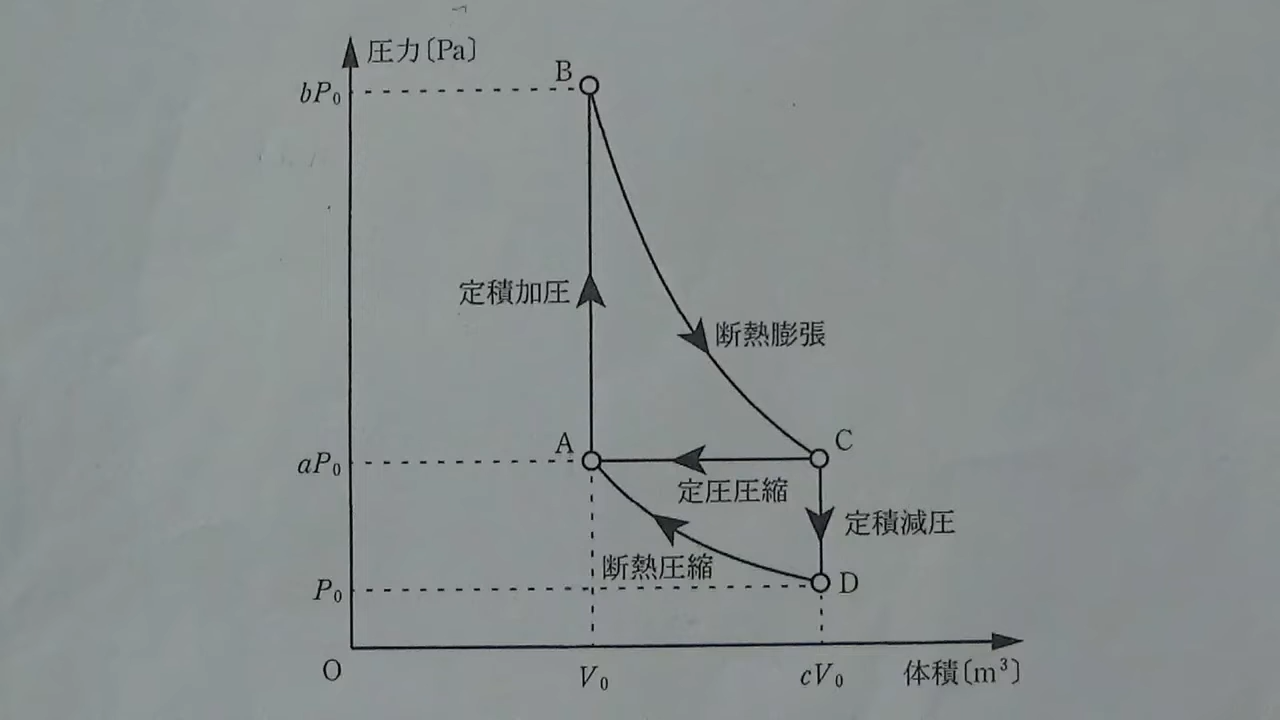 圧力〔Pa〕
B
bP₀
定積加圧
断熱膨張
A
C
aP₀
定圧圧縮
定積減圧
断熱圧縮
D
P₀
O
V₀
cV₀
体積〔m³〕